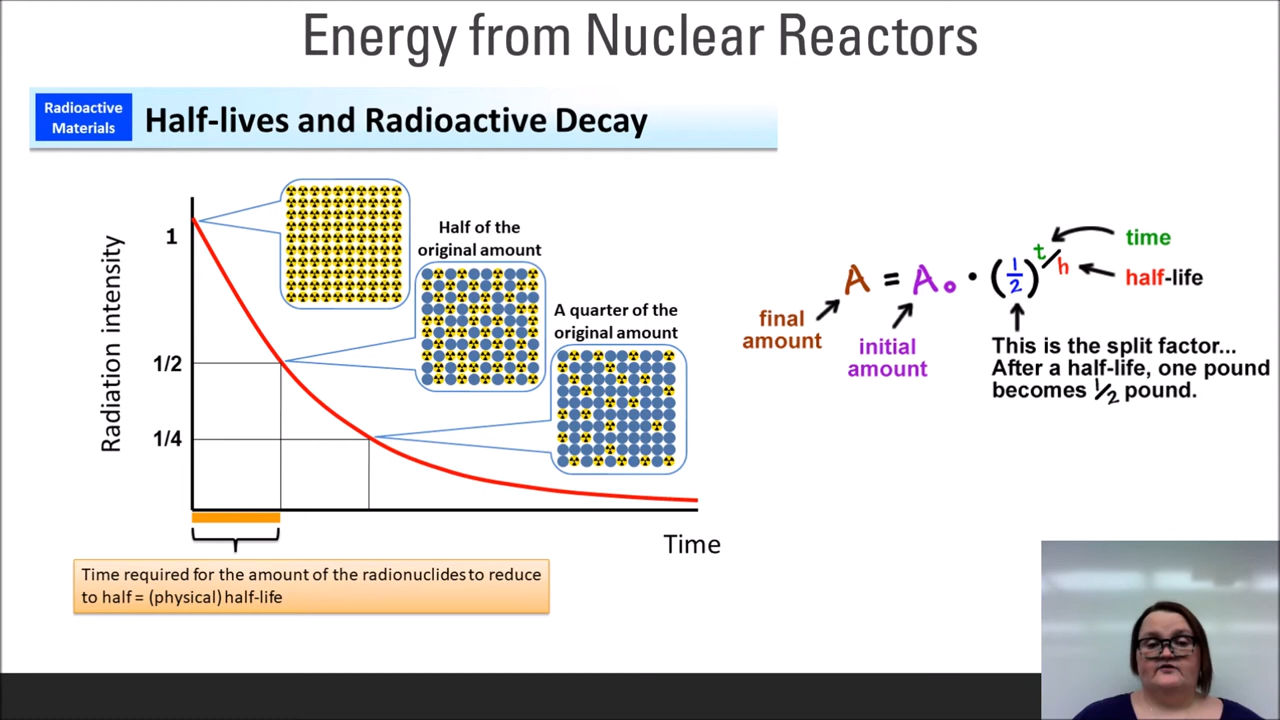 Energy from Nuclear Reactors
Radioactive
Materials
Half-lives and Radioactive Decay
Radiation intensity
1
1/2
1/4
Half of the
original amount
A quarter of the
original amount
Time
Time required for the amount of the radionuclides to reduce
to half = (physical) half-life
A = A₀ · (1/2)^t/h
time
half-life
final
amount
initial
amount
This is the split factor...
After a half-life, one pound
becomes 1/2 pound.